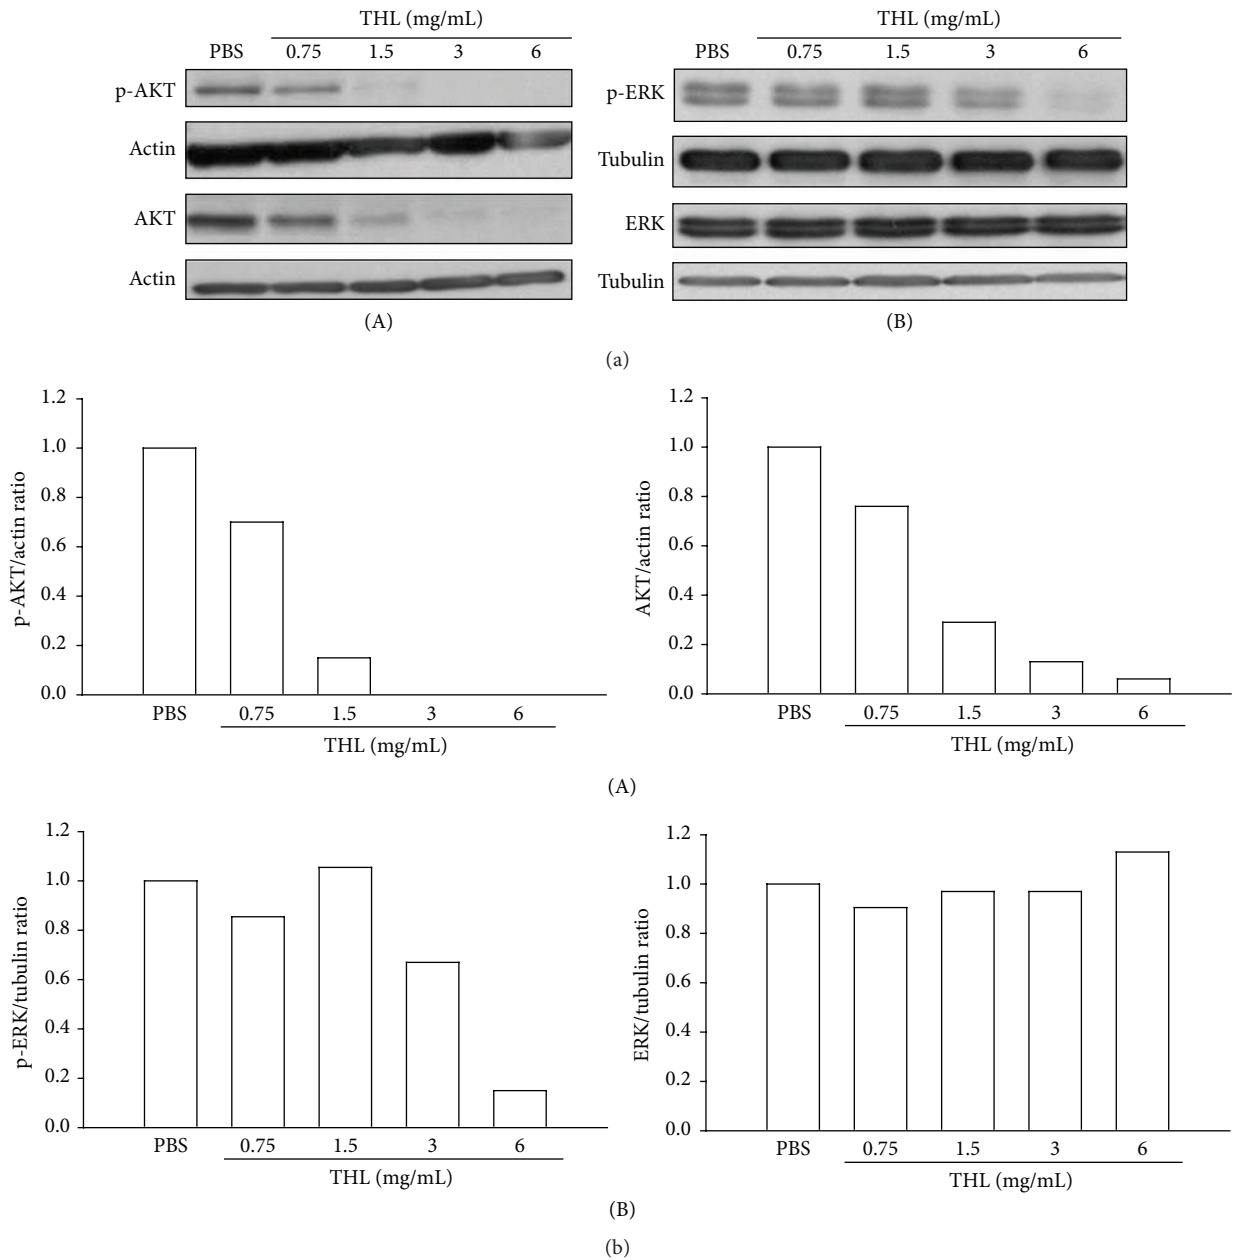 THL (mg/mL)
PBS 0.75 1.5 3 6
p-AKT
Actin
AKT
Actin
(A)
THL (mg/mL)
PBS 0.75 1.5 3 6
p-ERK
Tubulin
ERK
Tubulin
(B)
(a)
p-AKT/actin ratio
1.2
1.0
0.8
0.6
0.4
0.2
0.0
PBS 0.75 1.5 3 6
THL (mg/mL)
AKT/actin ratio
1.2
1.0
0.8
0.6
0.4
0.2
0.0
PBS 0.75 1.5 3 6
THL (mg/mL)
(A)
p-ERK/tubulin ratio
1.2
1.0
0.8
0.6
0.4
0.2
0.0
PBS 0.75 1.5 3 6
THL (mg/mL)
ERK/tubulin ratio
1.2
1.0
0.8
0.6
0.4
0.2
0.0
PBS 0.75 1.5 3 6
THL (mg/mL)
(B)
(b)